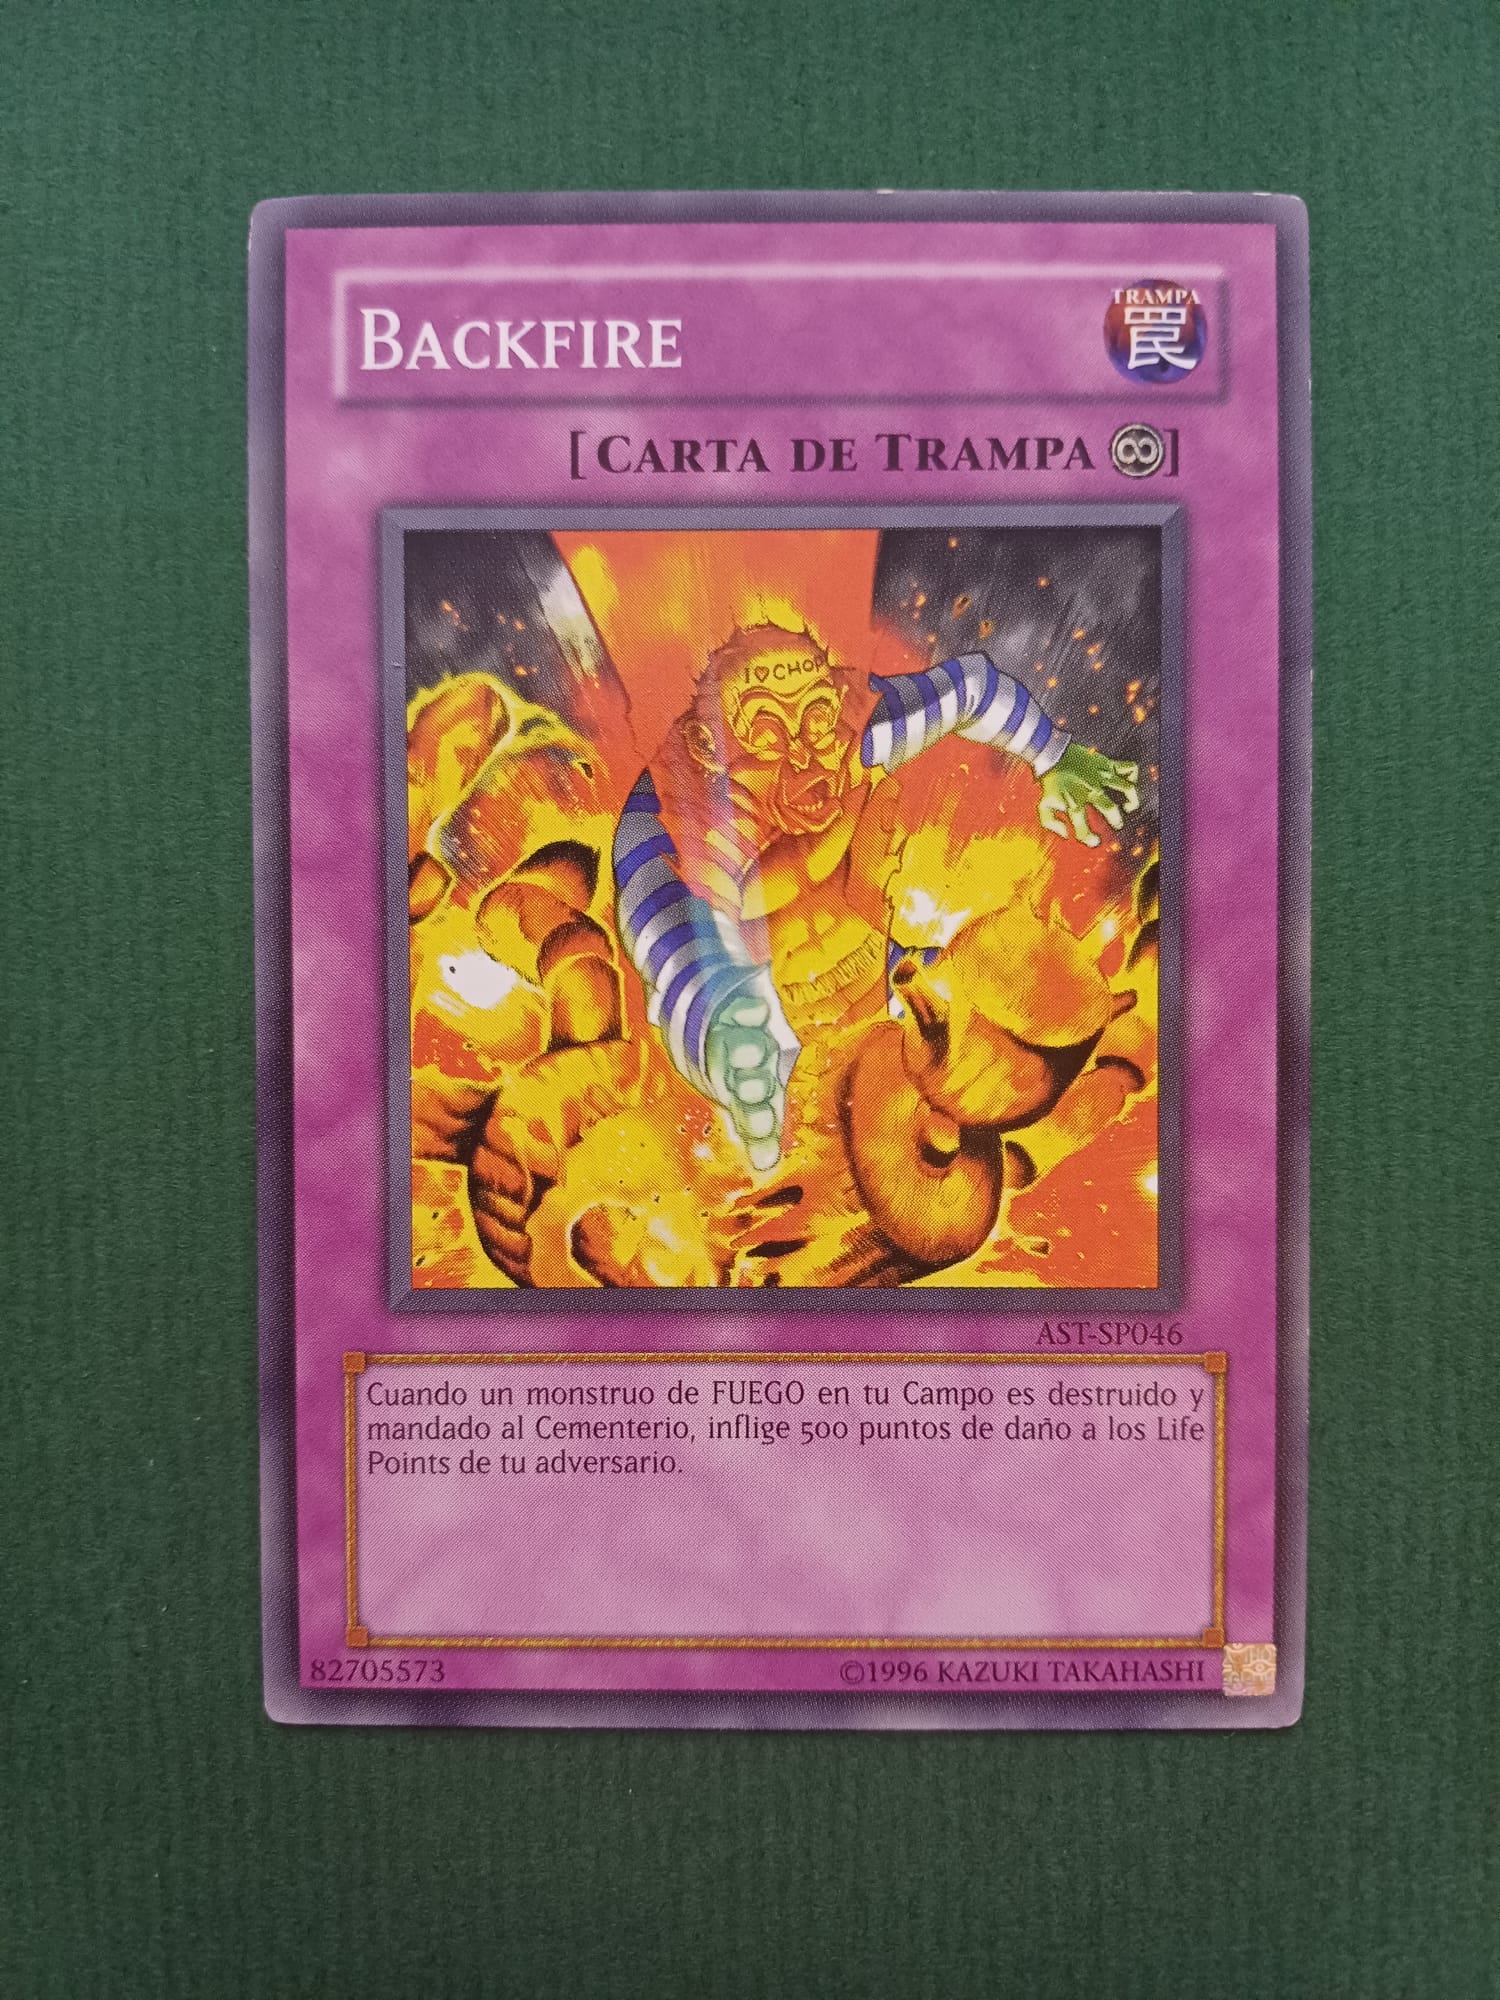 BACKFIRE
TRAMPA
罠
[CARTA DE TRAMPA ∞]
I♥CHOP
AST-SP046
Cuando un monstruo de FUEGO en tu Campo es destruido y
mandado al Cementerio, inflige 500 puntos de daño a los Life
Points de tu adversario.
82705573
©1996 KAZUKI TAKAHASHI